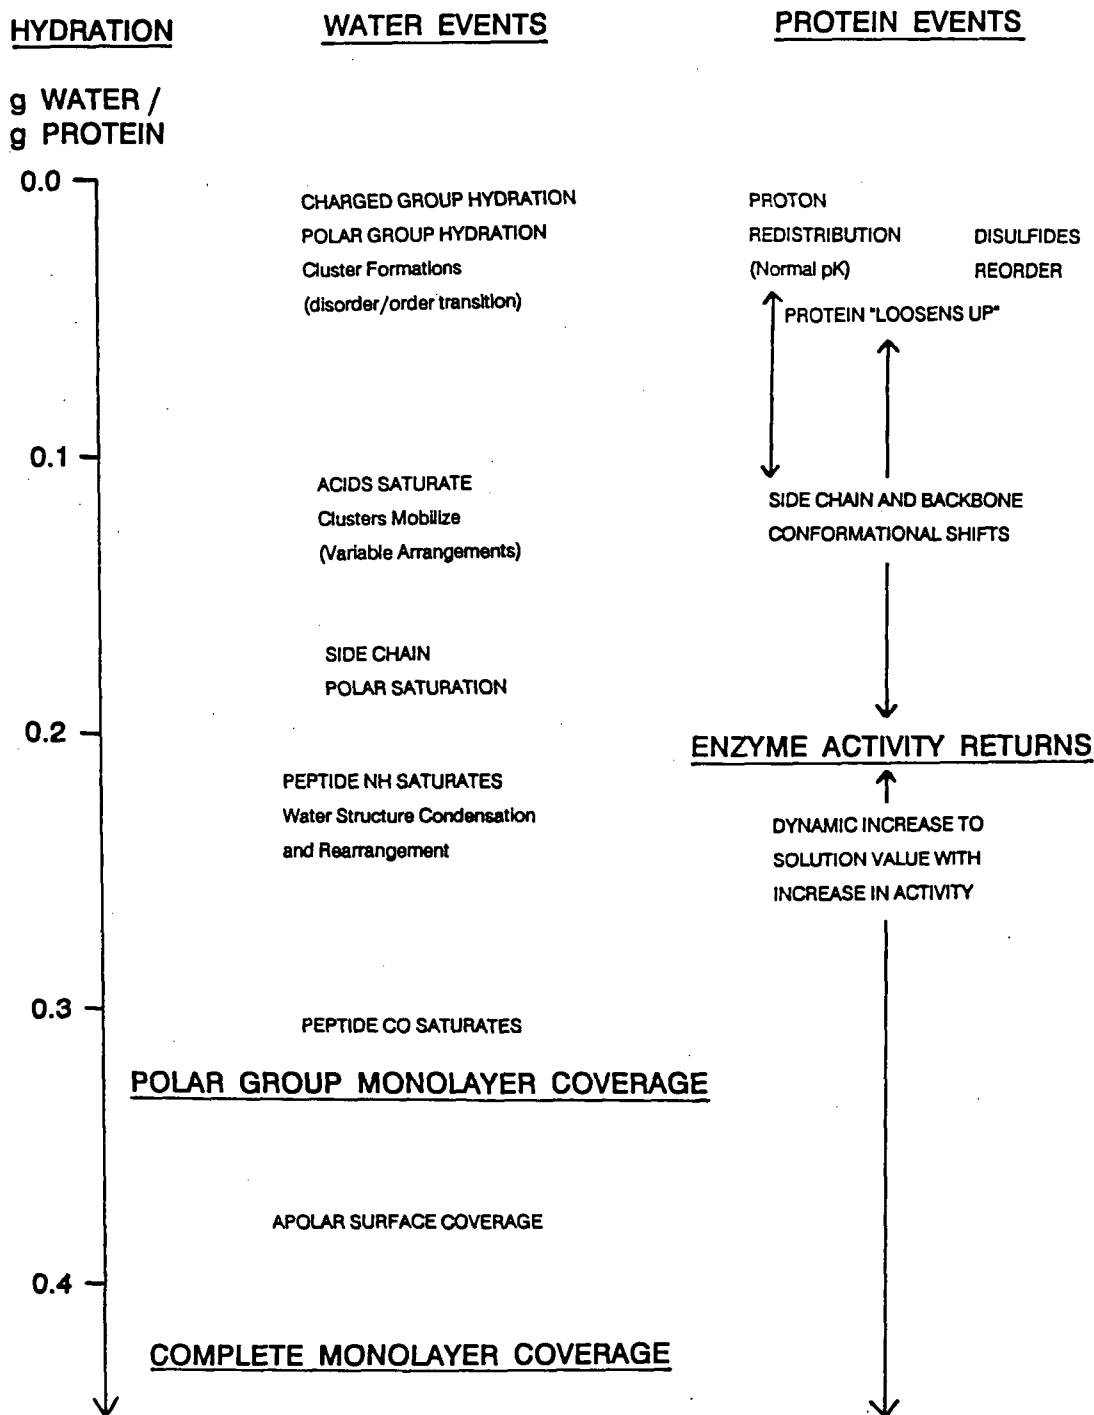 HYDRATION
WATER EVENTS
PROTEIN EVENTS
g WATER /
g PROTEIN
0.0
CHARGED GROUP HYDRATION
POLAR GROUP HYDRATION
Cluster Formations
(disorder/order transition)
PROTON
REDISTRIBUTION
(Normal pK)
DISULFIDES
REORDER
PROTEIN "LOOSENS UP"
0.1
ACIDS SATURATE
Clusters Mobilize
(Variable Arrangements)
SIDE CHAIN AND BACKBONE
CONFORMATIONAL SHIFTS
SIDE CHAIN
POLAR SATURATION
0.2
ENZYME ACTIVITY RETURNS
PEPTIDE NH SATURATES
Water Structure Condensation
and Rearrangement
DYNAMIC INCREASE TO
SOLUTION VALUE WITH
INCREASE IN ACTIVITY
0.3
PEPTIDE CO SATURATES
POLAR GROUP MONOLAYER COVERAGE
APOLAR SURFACE COVERAGE
0.4
COMPLETE MONOLAYER COVERAGE